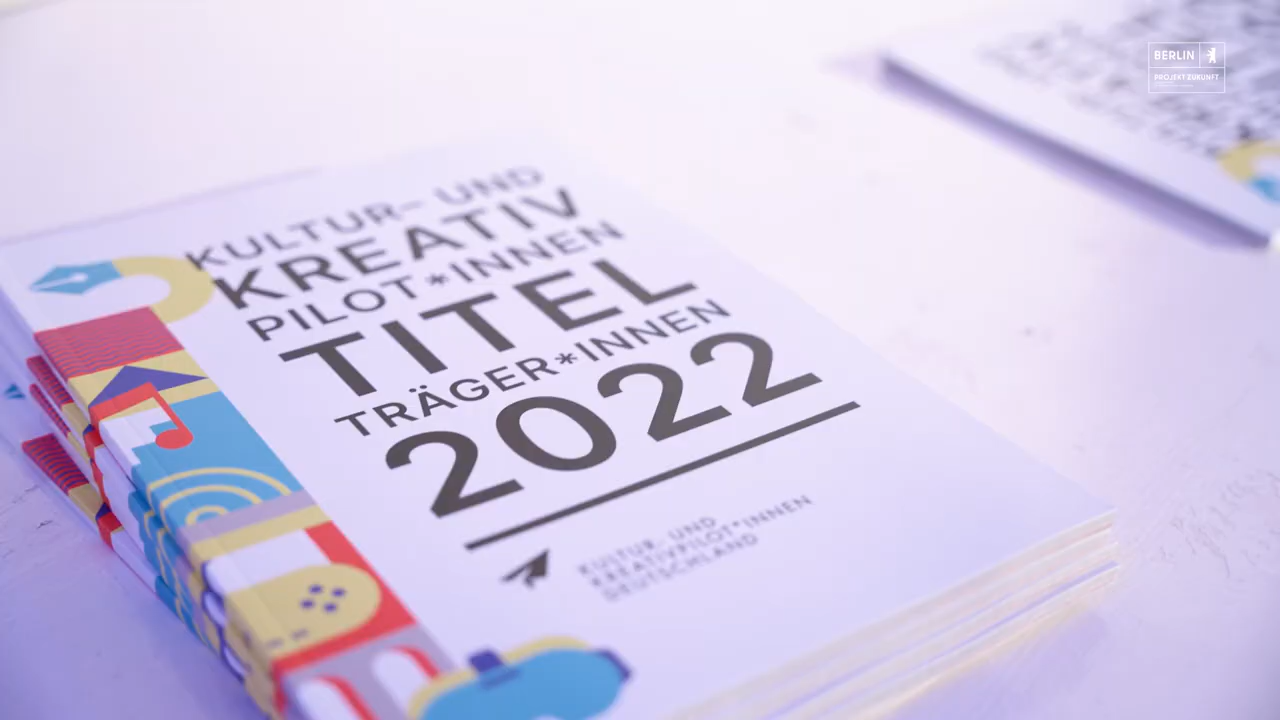 KULTUR- UND
KREATIV
PILOT*INNEN
TITEL
TRÄGER*INNEN
2022
KULTUR- UND
KREATIVPILOT*INNEN
DEUTSCHLAND
BERLIN
PROJEKT ZUKUNFT